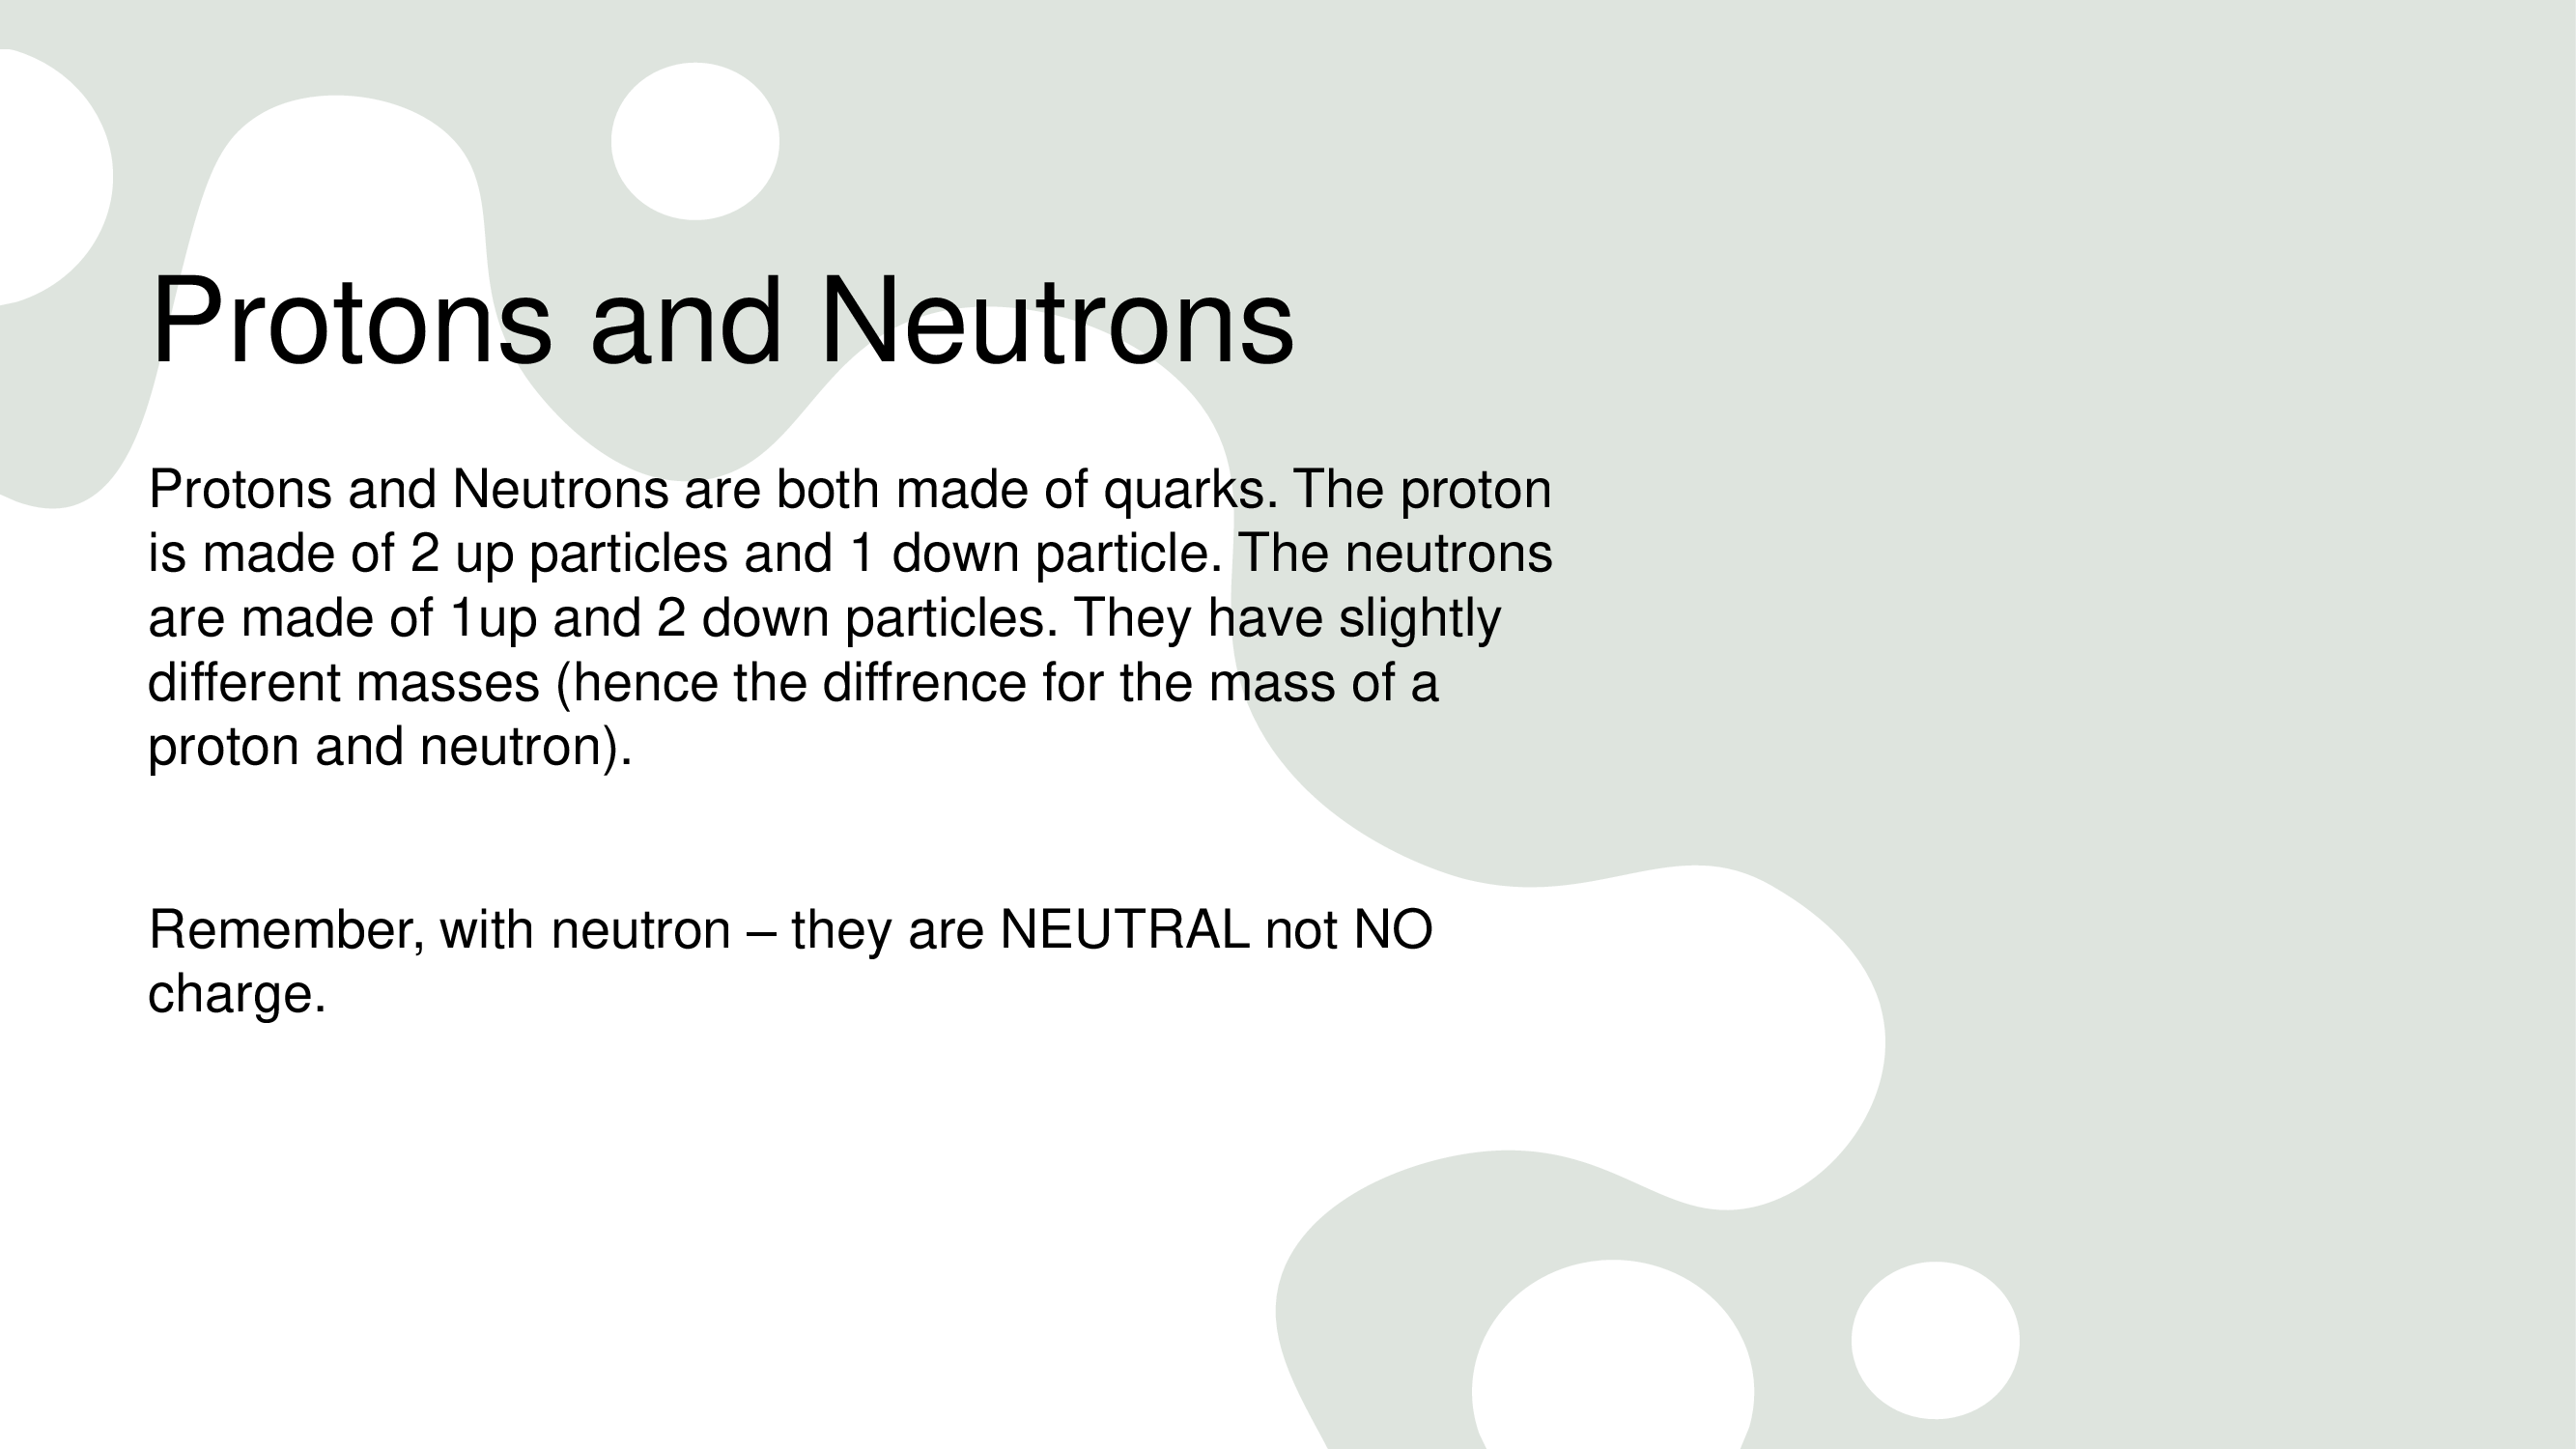 Protons and Neutrons
Protons and Neutrons are both made of quarks. The proton
is made of 2 up particles and 1 down particle. The neutrons
are made of 1up and 2 down particles. They have slightly
different masses (hence the diffrence for the mass of a
proton and neutron).
Remember, with neutron – they are NEUTRAL not NO
charge.